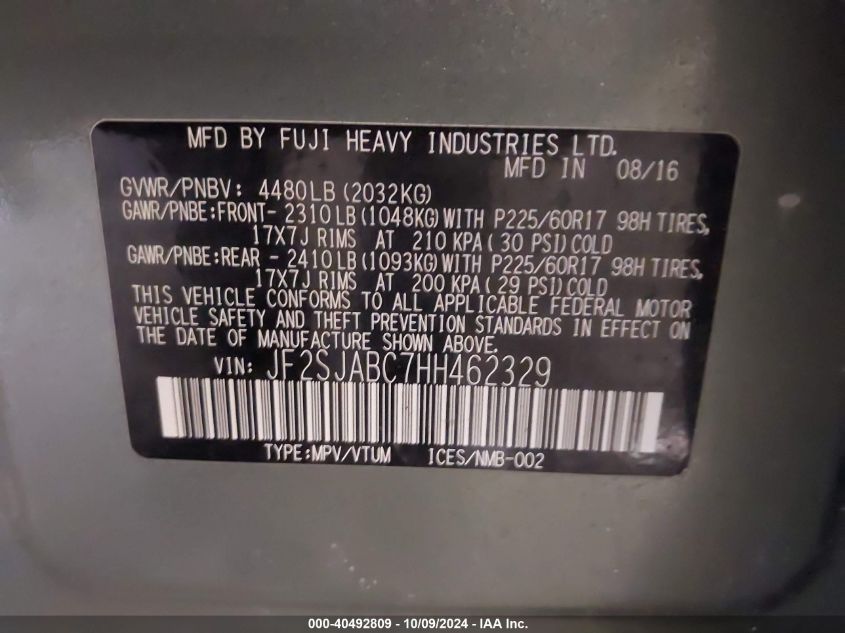 MFD BY FUJI HEAVY INDUSTRIES LTD.
MFD IN 08/16
GVWR/PNBV: 4480LB (2032KG)
GAWR/PNBE:FRONT- 2310LB (1048KG) WITH P225/60R17 98H TIRES,
17X7J RIMS AT 210 KPA ( 30 PSI) COLD
GAWR/PNBE:REAR - 2410LB (1093KG) WITH P225/60R17 98H TIRES,
17X7J RIMS AT 200 KPA ( 29 PSI) COLD
THIS VEHICLE CONFORMS TO ALL APPLICABLE FEDERAL MOTOR
VEHICLE SAFETY AND THEFT PREVENTION STANDARDS IN EFFECT ON
THE DATE OF MANUFACTURE SHOWN ABOVE.
VIN: JF2SJABC7HH462329
TYPE:MPV/VTUM ICES/NMB-002
000-40492809 - 10/09/2024 - IAA Inc.